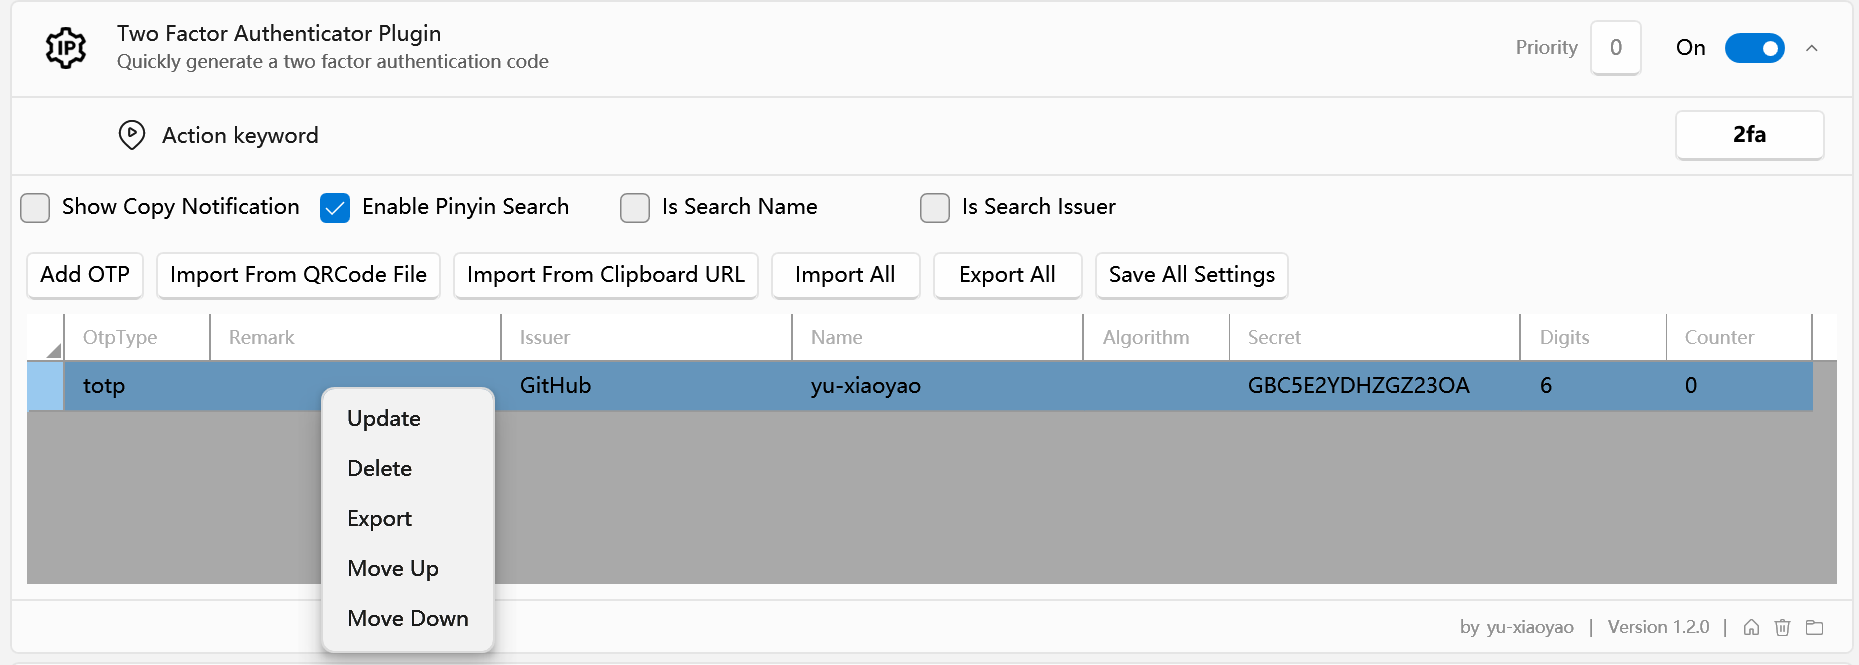 IP
Two Factor Authenticator Plugin
Quickly generate a two factor authentication code
Priority 0 On
Action keyword 2fa
Show Copy Notification Enable Pinyin Search Is Search Name Is Search Issuer
Add OTP Import From QRCode File Import From Clipboard URL Import All Export All Save All Settings
OtpType Remark Issuer Name Algorithm Secret Digits Counter
totp GitHub yu-xiaoyao GBC5E2YDHZGZ23OA 6 0
Update
Delete
Export
Move Up
Move Down
by yu-xiaoyao | Version 1.2.0 |